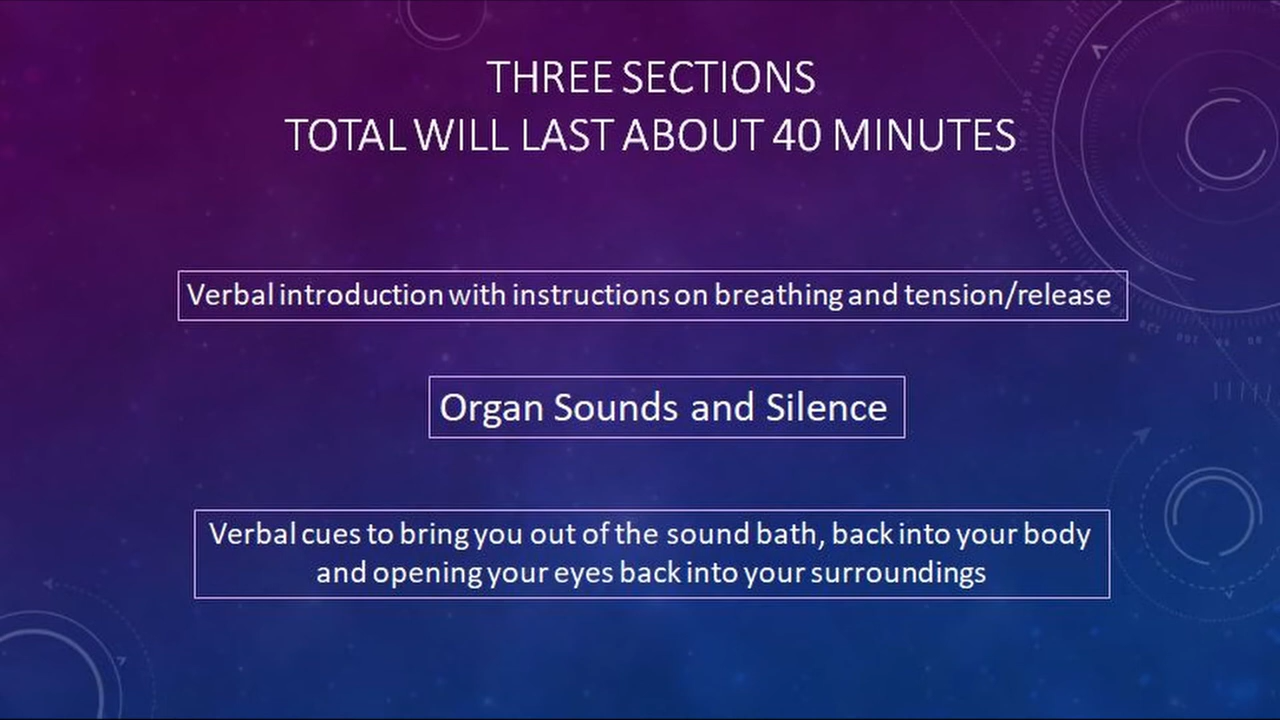 THREE SECTIONS
TOTAL WILL LAST ABOUT 40 MINUTES
Verbal introduction with instructions on breathing and tension/release
Organ Sounds and Silence
Verbal cues to bring you out of the sound bath, back into your body
and opening your eyes back into your surroundings